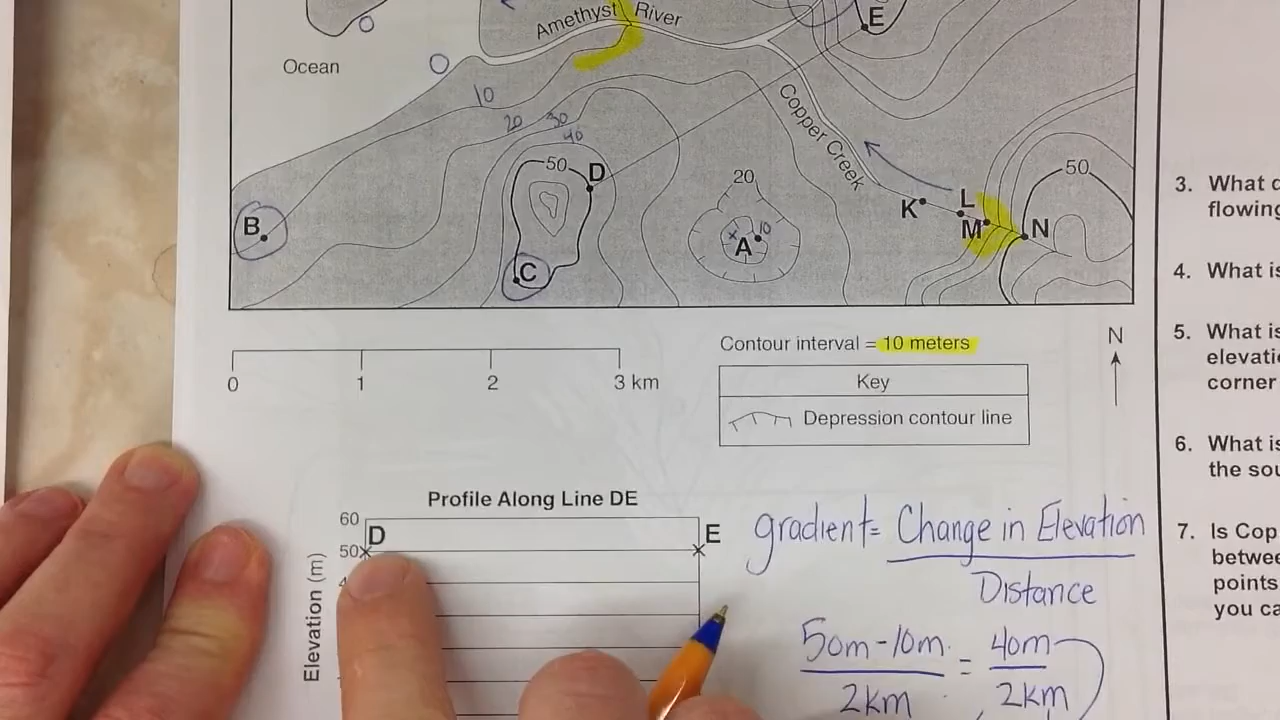 Amethyst River
E
Ocean
10
20 30
40
50
D
Copper Creek
20
50
B
C
A
10
K
L
M
N
0 1 2 3 km
Contour interval = 10 meters
Key
Depression contour line
N
Profile Along Line DE
60
50
D
E
Elevation (m)
gradient = Change in Elevation
Distance
50m-10m = 40m
2km 2km
3. What
flowing
4. What is
5. What is
elevati
corner
6. What is
the sou
7. Is Cop
betwee
points
you ca